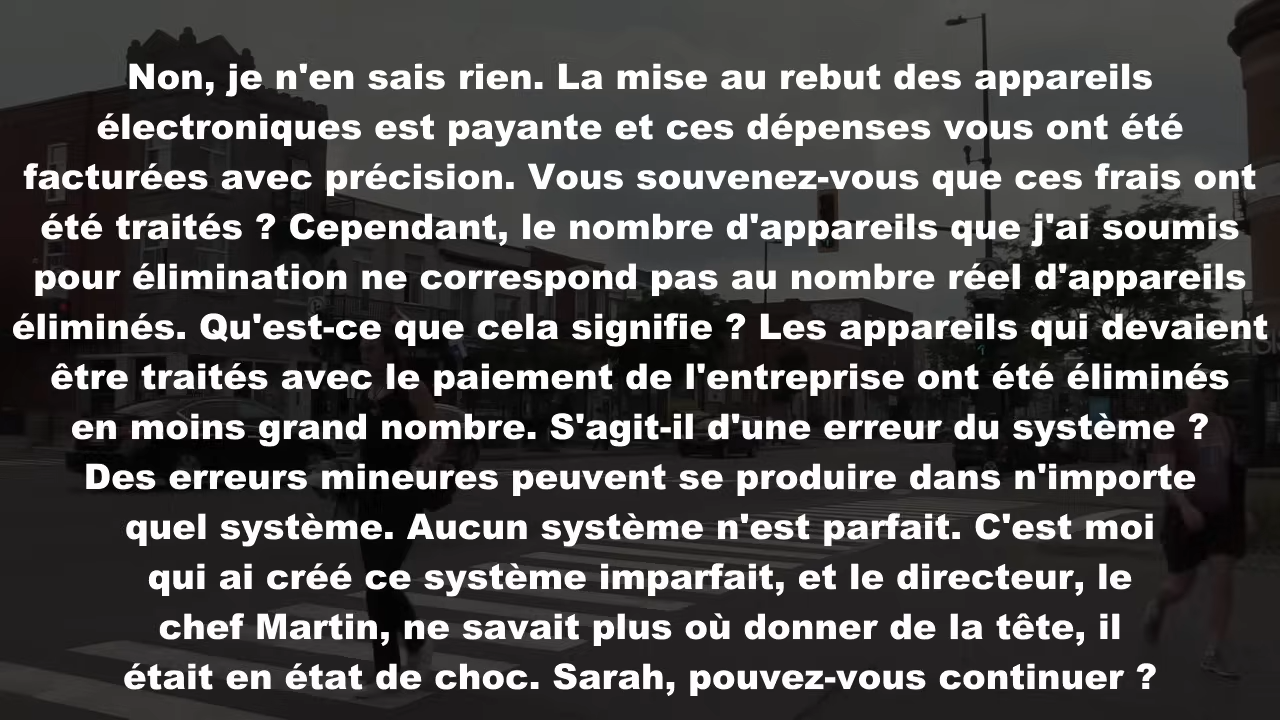 Non, je n'en sais rien. La mise au rebut des appareils
électroniques est payante et ces dépenses vous ont été
facturées avec précision. Vous souvenez-vous que ces frais ont
été traités ? Cependant, le nombre d'appareils que j'ai soumis
pour élimination ne correspond pas au nombre réel d'appareils
éliminés. Qu'est-ce que cela signifie ? Les appareils qui devaient
être traités avec le paiement de l'entreprise ont été éliminés
en moins grand nombre. S'agit-il d'une erreur du système ?
Des erreurs mineures peuvent se produire dans n'importe
quel système. Aucun système n'est parfait. C'est moi
qui ai créé ce système imparfait, et le directeur, le
chef Martin, ne savait plus où donner de la tête, il
était en état de choc. Sarah, pouvez-vous continuer ?